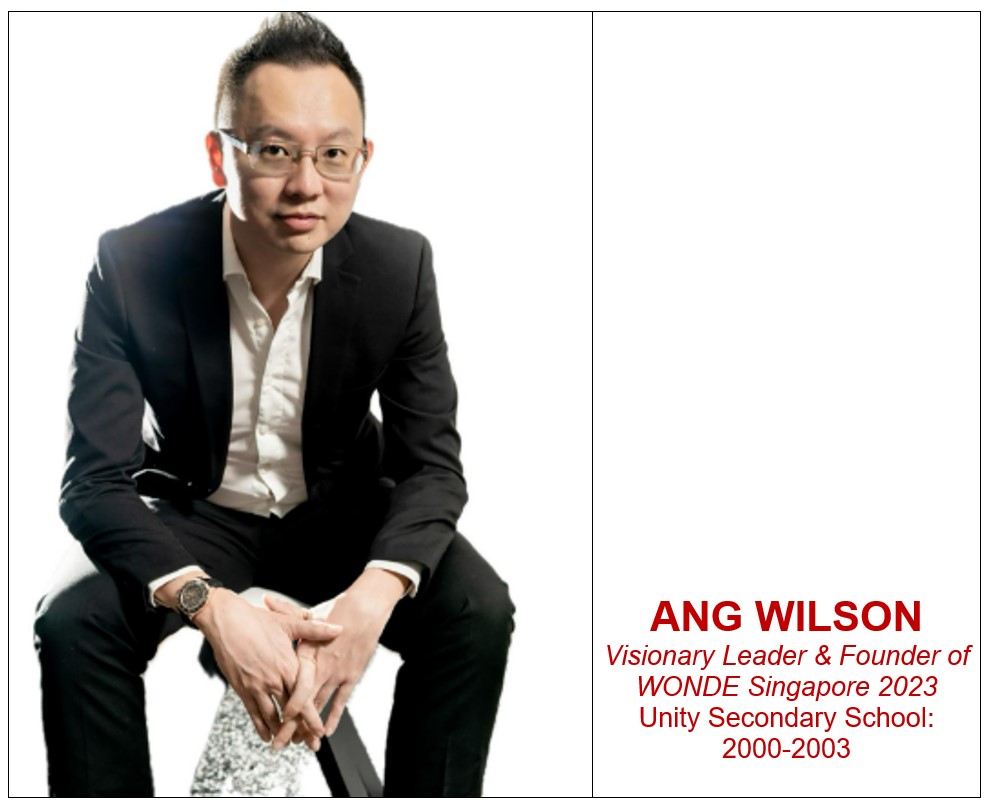 ANG WILSON
Visionary Leader & Founder of
WONDE Singapore 2023
Unity Secondary School:
2000-2003